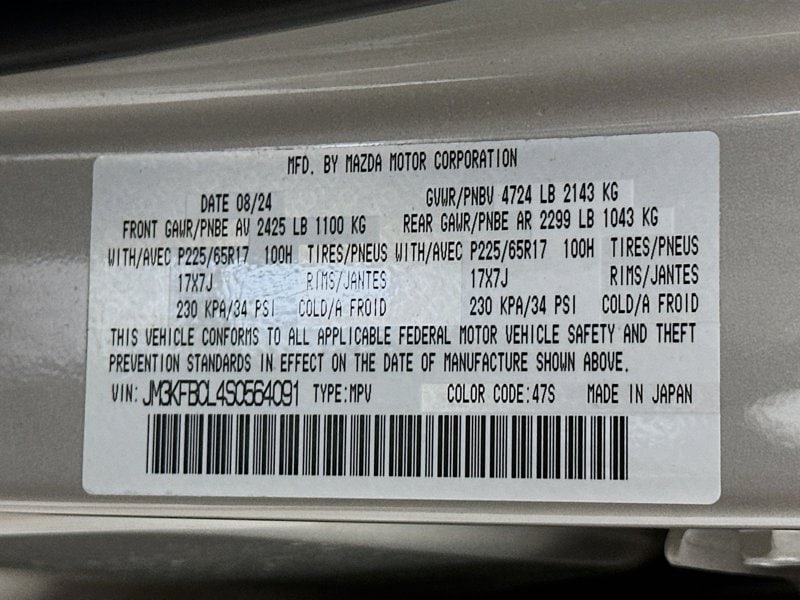 MFD. BY MAZDA MOTOR CORPORATION
DATE 08/24 GVWR/PNBV 4724 LB 2143 KG
FRONT GAWR/PNBE AV 2425 LB 1100 KG REAR GAWR/PNBE AR 2299 LB 1043 KG
WITH/AVEC P225/65R17 100H TIRES/PNEUS WITH/AVEC P225/65R17 100H TIRES/PNEUS
17X7J RIMS/JANTES 17X7J RIMS/JANTES
230 KPA/34 PSI COLD/A FROID 230 KPA/34 PSI COLD/A FROID
THIS VEHICLE CONFORMS TO ALL APPLICABLE FEDERAL MOTOR VEHICLE SAFETY AND THEFT
PREVENTION STANDARDS IN EFFECT ON THE DATE OF MANUFACTURE SHOWN ABOVE.
VIN: JM3KFBCL4S0564091 TYPE:MPV COLOR CODE:47S MADE IN JAPAN